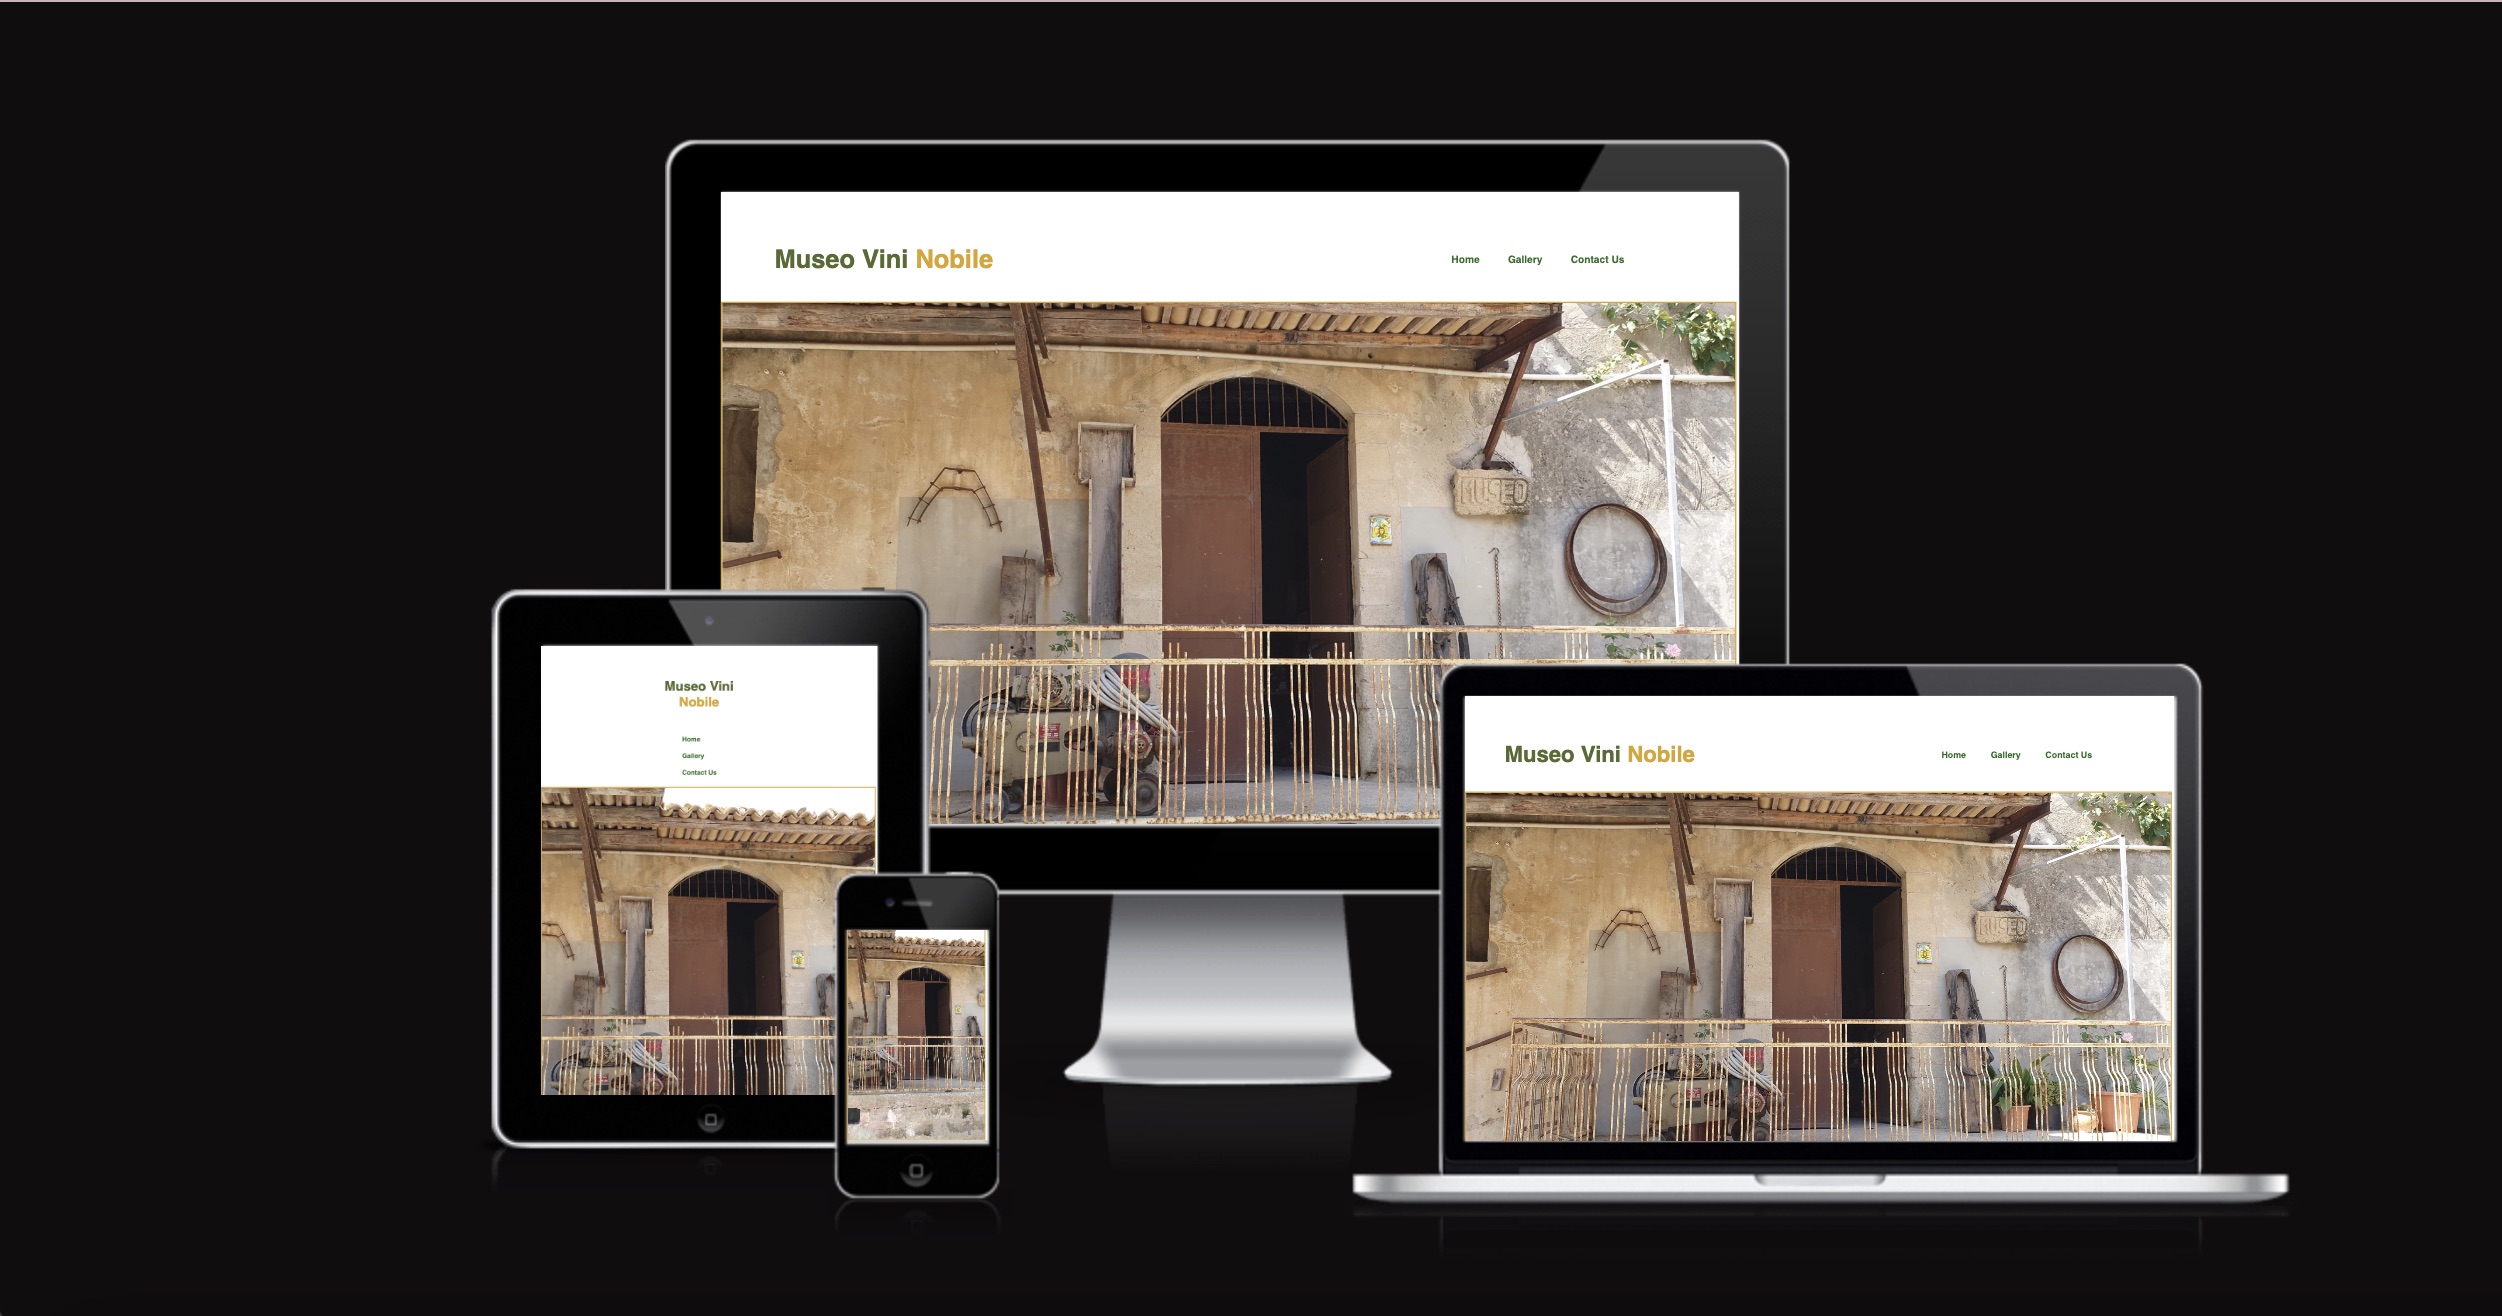 Museo Vini Nobile
Home Gallery Contact Us
MUSEO
Museo Vini
Nobile
Home
Gallery
Contact Us
Museo Vini Nobile
Home Gallery Contact Us
MUSEO